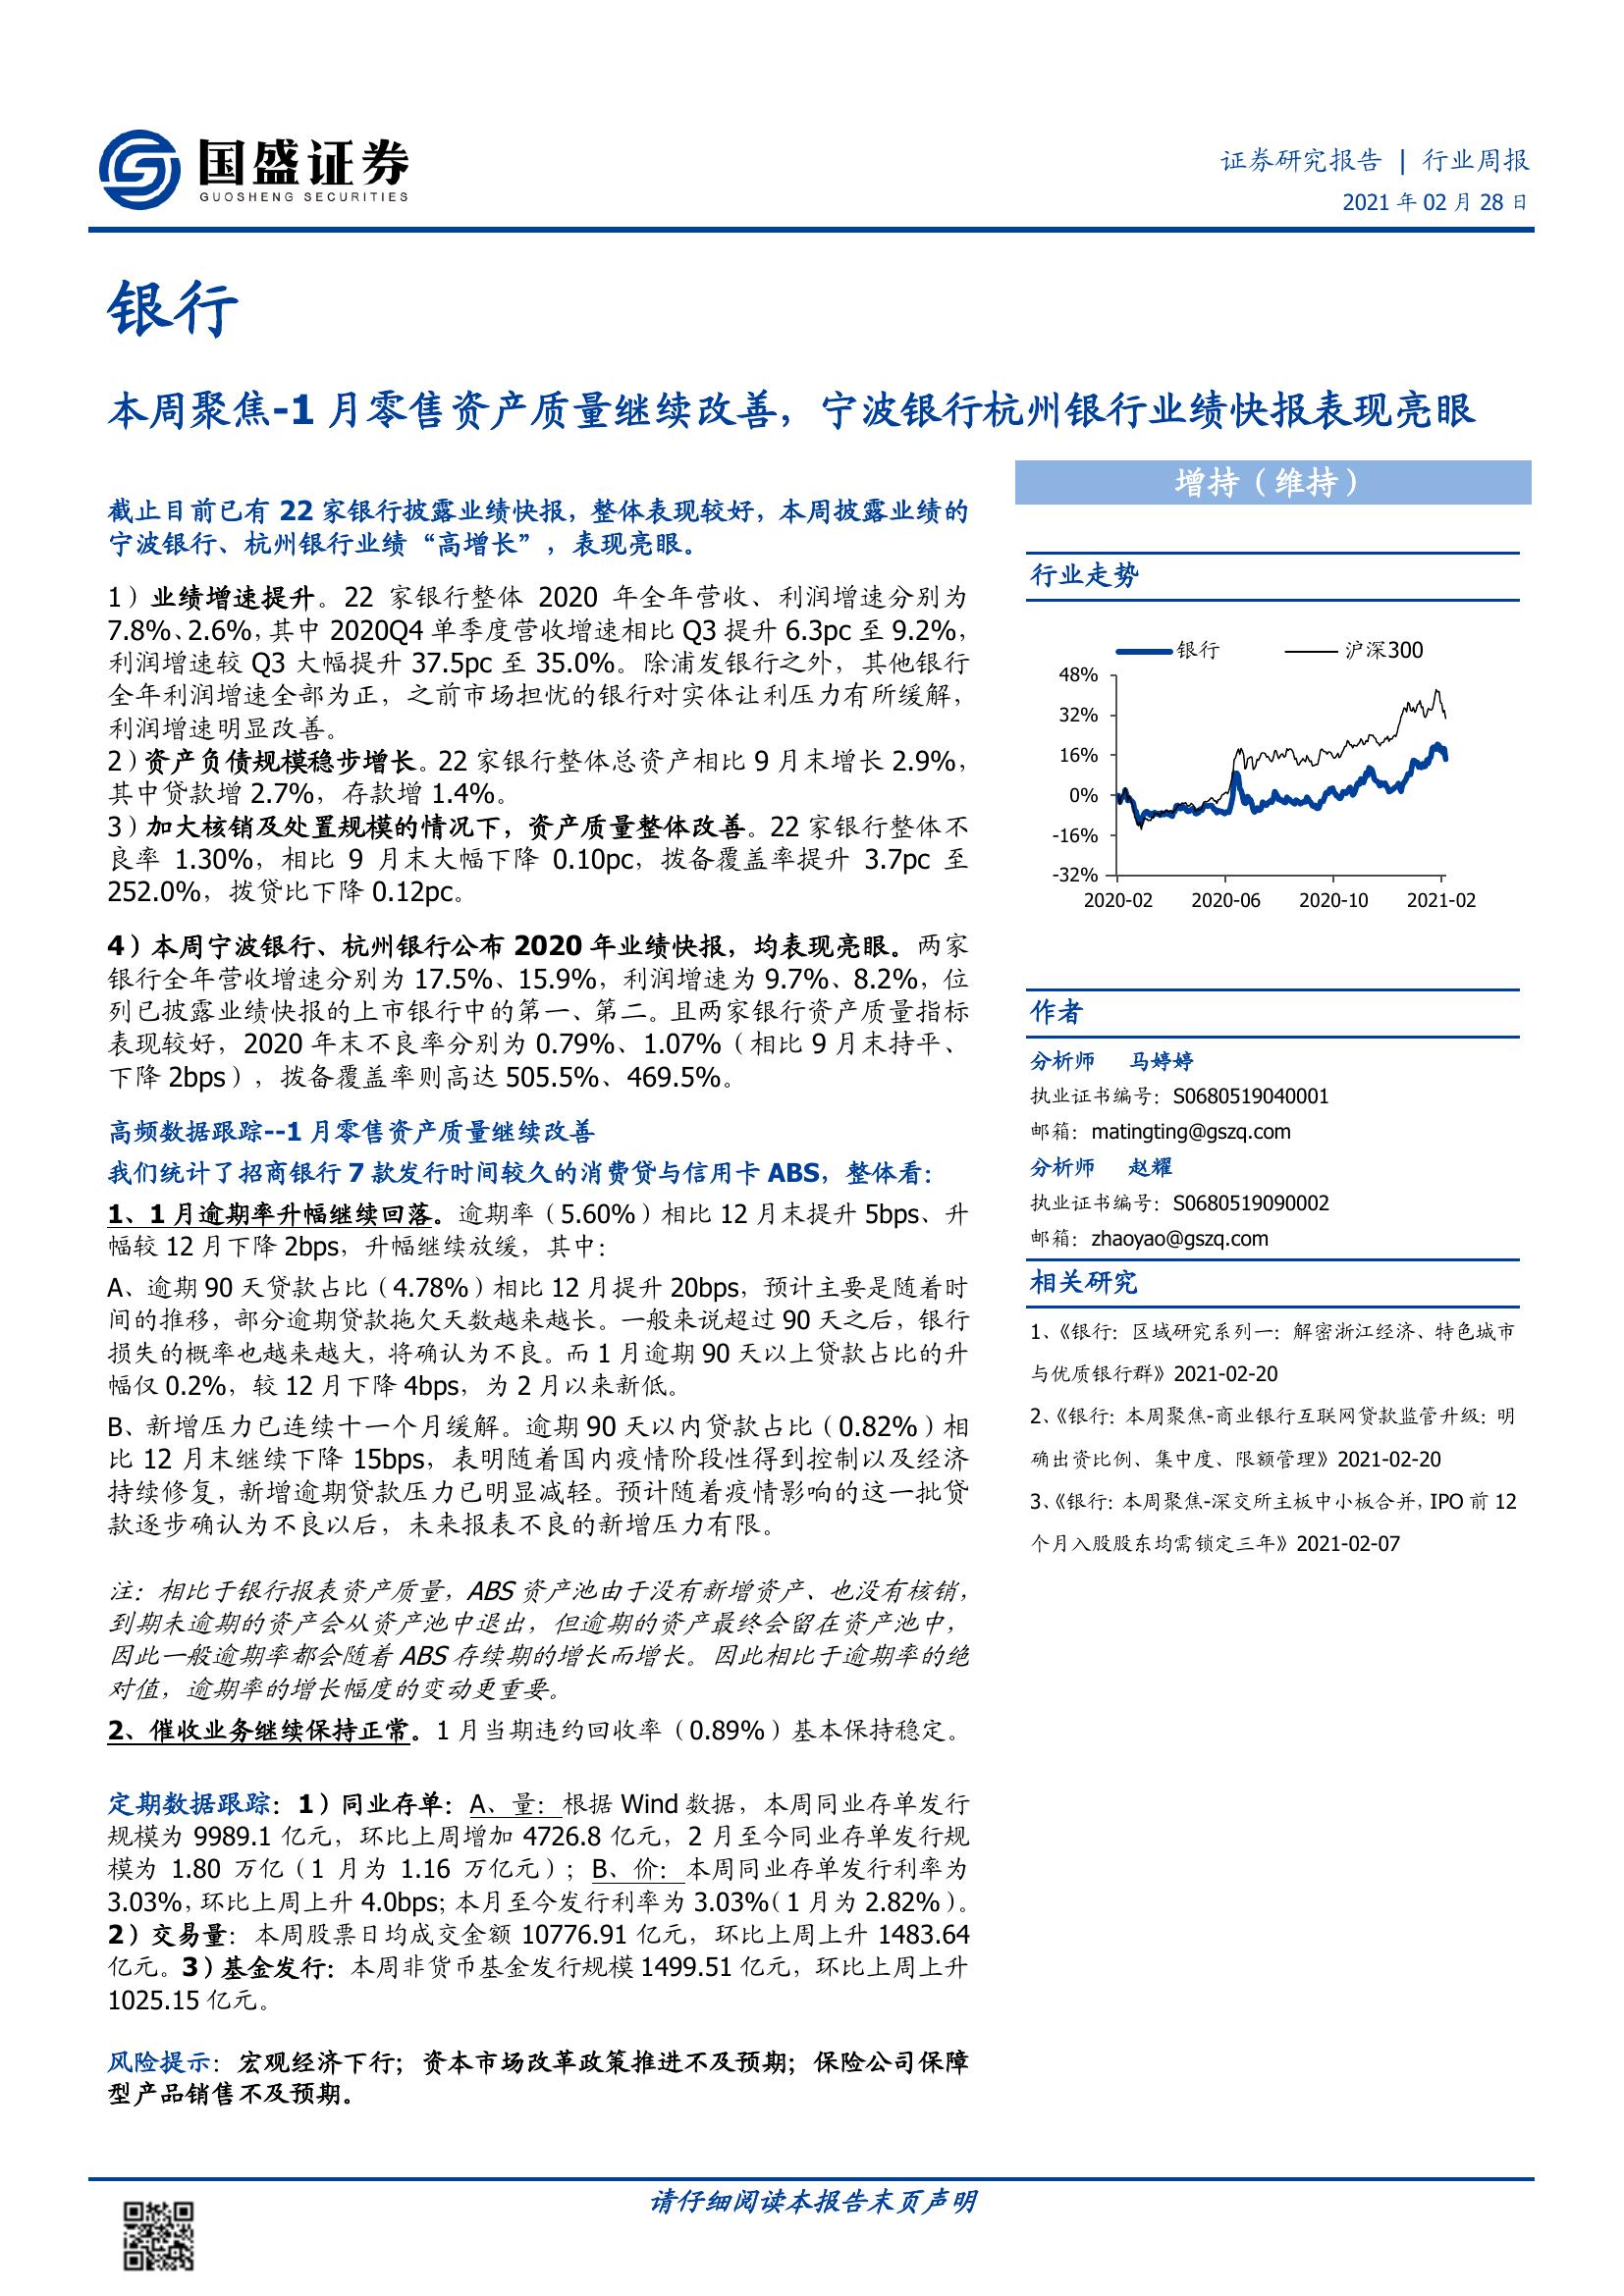 国盛证券
GUOSHENG SECURITIES
证券研究报告 | 行业周报
2021 年 02 月 28 日
银行
本周聚焦-1 月零售资产质量继续改善，宁波银行杭州银行业绩快报表现亮眼
截止目前已有 22 家银行披露业绩快报，整体表现较好，本周披露业绩的
宁波银行、杭州银行业绩“高增长”，表现亮眼。
1）业绩增速提升。22 家银行整体 2020 年全年营收、利润增速分别为
7.8%、2.6%，其中 2020Q4 单季度营收增速相比 Q3 提升 6.3pc 至 9.2%，
利润增速较 Q3 大幅提升 37.5pc 至 35.0%。除浦发银行之外，其他银行
全年利润增速全部为正，之前市场担忧的银行对实体让利压力有所缓解，
利润增速明显改善。
2）资产负债规模稳步增长。22 家银行整体总资产相比 9 月末增长 2.9%，
其中贷款增 2.7%，存款增 1.4%。
3）加大核销及处置规模的情况下，资产质量整体改善。22 家银行整体不
良率 1.30%，相比 9 月末大幅下降 0.10pc，拨备覆盖率提升 3.7pc 至
252.0%，拨贷比下降 0.12pc。
4）本周宁波银行、杭州银行公布 2020 年业绩快报，均表现亮眼。两家
银行全年营收增速分别为 17.5%、15.9%，利润增速为 9.7%、8.2%，位
列已披露业绩快报的上市银行中的第一、第二。且两家银行资产质量指标
表现较好，2020 年末不良率分别为 0.79%、1.07%（相比 9 月末持平、
下降 2bps），拨备覆盖率则高达 505.5%、469.5%。
高频数据跟踪--1 月零售资产质量继续改善
我们统计了招商银行 7 款发行时间较久的消费贷与信用卡 ABS，整体看：
1、1 月逾期率升幅继续回落。逾期率（5.60%）相比 12 月末提升 5bps、升
幅较 12 月下降 2bps，升幅继续放缓，其中：
A、逾期 90 天贷款占比（4.78%）相比 12 月提升 20bps，预计主要是随着时
间的推移，部分逾期贷款拖欠天数越来越长。一般来说超过 90 天之后，银行
损失的概率也越来越大，将确认为不良。而 1 月逾期 90 天以上贷款占比的升
幅仅 0.2%，较 12 月下降 4bps，为 2 月以来新低。
B、新增压力已连续十一个月缓解。逾期 90 天以内贷款占比（0.82%）相
比 12 月末继续下降 15bps，表明随着国内疫情阶段性得到控制以及经济
持续修复，新增逾期贷款压力已明显减轻。预计随着疫情影响的这一批贷
款逐步确认为不良以后，未来报表不良的新增压力有限。
注：相比于银行报表资产质量，ABS 资产池由于没有新增资产、也没有核销，
到期未逾期的资产会从资产池中退出，但逾期的资产最终会留在资产池中，
因此一般逾期率都会随着 ABS 存续期的增长而增长。因此相比于逾期率的绝
对值，逾期率的增长幅度的变动更重要。
2、催收业务继续保持正常。1 月当期违约回收率（0.89%）基本保持稳定。
定期数据跟踪：1）同业存单：A、量：根据 Wind 数据，本周同业存单发行
规模为 9989.1 亿元，环比上周增加 4726.8 亿元，2 月至今同业存单发行规
模为 1.80 万亿（1 月为 1.16 万亿元）；B、价：本周同业存单发行利率为
3.03%，环比上周上升 4.0bps；本月至今发行利率为 3.03%（1 月为 2.82%）。
2）交易量：本周股票日均成交金额 10776.91 亿元，环比上周上升 1483.64
亿元。3）基金发行：本周非货币基金发行规模 1499.51 亿元，环比上周上升
1025.15 亿元。
风险提示：宏观经济下行；资本市场改革政策推进不及预期；保险公司保障
型产品销售不及预期。
增持（维持）
行业走势
银行 沪深300
48%
32%
16%
0%
-16%
-32%
2020-02 2020-06 2020-10 2021-02
作者
分析师 马婷婷
执业证书编号：S0680519040001
邮箱：matingting@gszq.com
分析师 赵耀
执业证书编号：S0680519090002
邮箱：zhaoyao@gszq.com
相关研究
1、《银行：区域研究系列一：解密浙江经济、特色城市
与优质银行群》2021-02-20
2、《银行：本周聚焦-商业银行互联网贷款监管升级：明
确出资比例、集中度、限额管理》2021-02-20
3、《银行：本周聚焦-深交所主板中小板合并，IPO 前 12
个月入股股东均需锁定三年》2021-02-07
请仔细阅读本报告末页声明